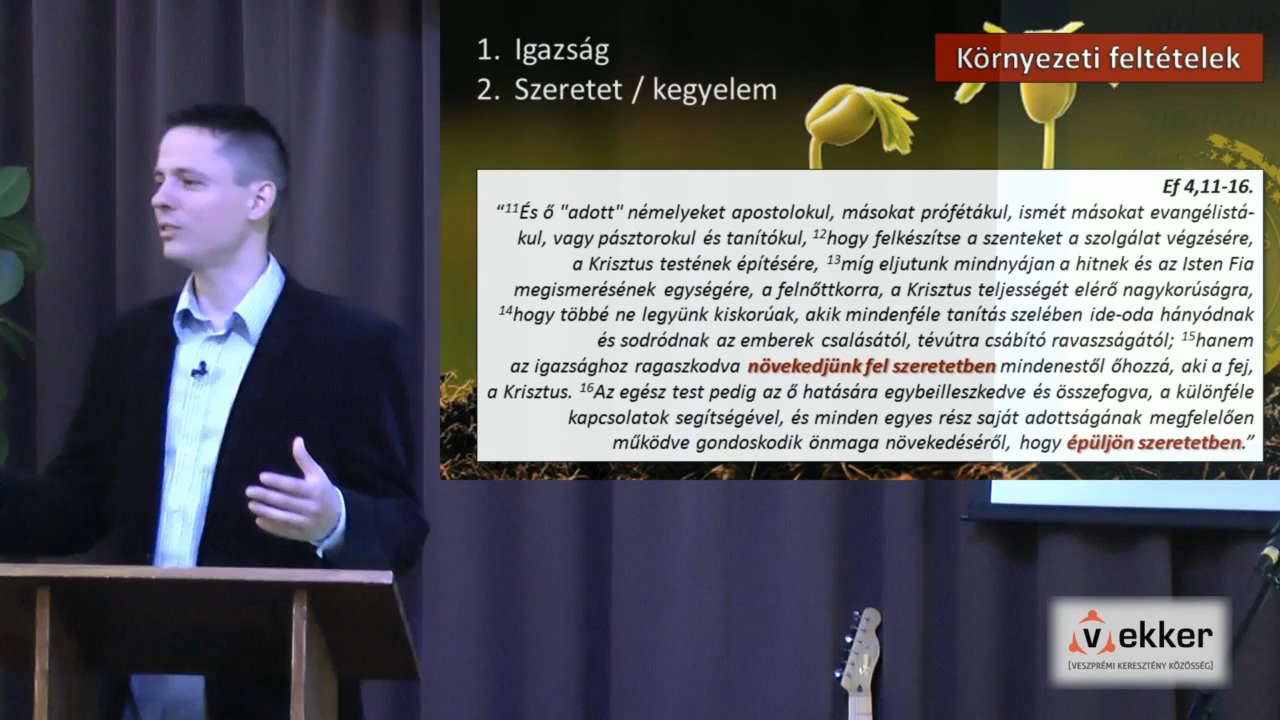 1. Igazság
2. Szeretet / kegyelem
Környezeti feltételek
Ef 4,11-16.
“¹¹És ő "adott" némelyeket apostolokul, másokat prófétákul, ismét másokat evangélistá-
kul, vagy pásztorokul és tanítókul, ¹²hogy felkészítse a szenteket a szolgálat végzésére,
a Krisztus testének építésére, ¹³míg eljutunk mindnyájan a hitnek és az Isten Fia
megismerésének egységére, a felnőttkorra, a Krisztus teljességét elérő nagykorúságra,
¹⁴hogy többé ne legyünk kiskorúak, akik mindenféle tanítás szelében ide-oda hányódnak
és sodródnak az emberek csalásától, tévútra csábító ravaszságától; ¹⁵hanem
az igazsághoz ragaszkodva növekedjünk fel szeretetben mindenestől őhozzá, aki a fej,
a Krisztus. ¹⁶Az egész test pedig az ő hatására egybeilleszkedve és összefogva, a különféle
kapcsolatok segítségével, és minden egyes rész saját adottságának megfelelően
működve gondoskodik önmaga növekedéséről, hogy épüljön szeretetben.”
vekker
[VESZPRÉMI KERESZTÉNY KÖZÖSSÉG]